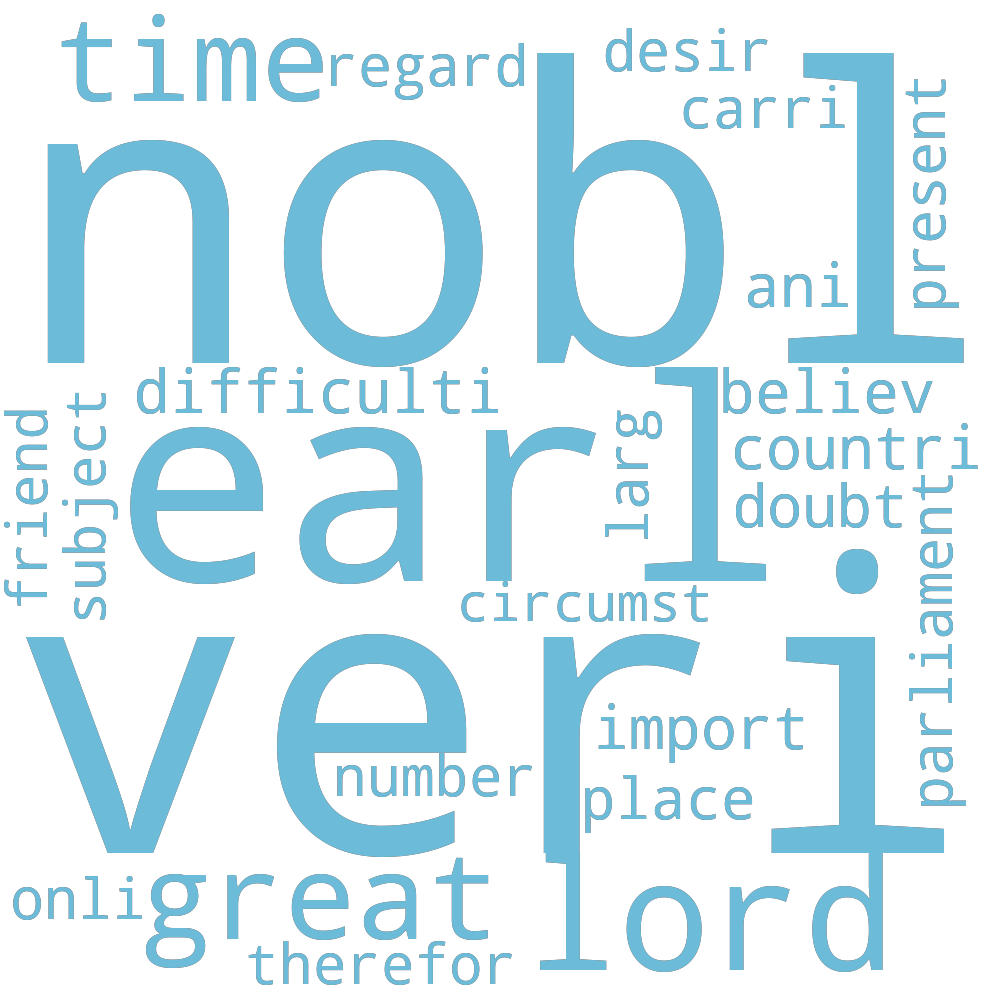 time
regard
desir
carri
present
nobl
ani
difficulti
believ
friend
subject
earl
larg
countri
doubt
parliament
circumst
veri
import
number
place
onli
great
lord
therefor